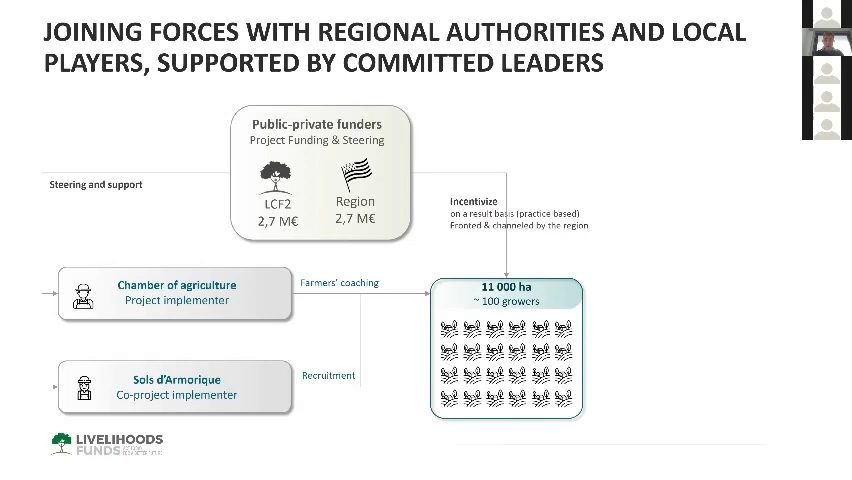 JOINING FORCES WITH REGIONAL AUTHORITIES AND LOCAL
PLAYERS, SUPPORTED BY COMMITTED LEADERS
Public-private funders
Project Funding & Steering
LCF2
2,7 M€
Region
2,7 M€
Steering and support
Incentivize
on a result basis (practice based)
Fronted & channeled by the region
Chamber of agriculture
Project implementer
Farmers' coaching
11 000 ha
~ 100 growers
Sols d'Armorique
Co-project implementer
Recruitment
LIVELIHOODS
FUNDS